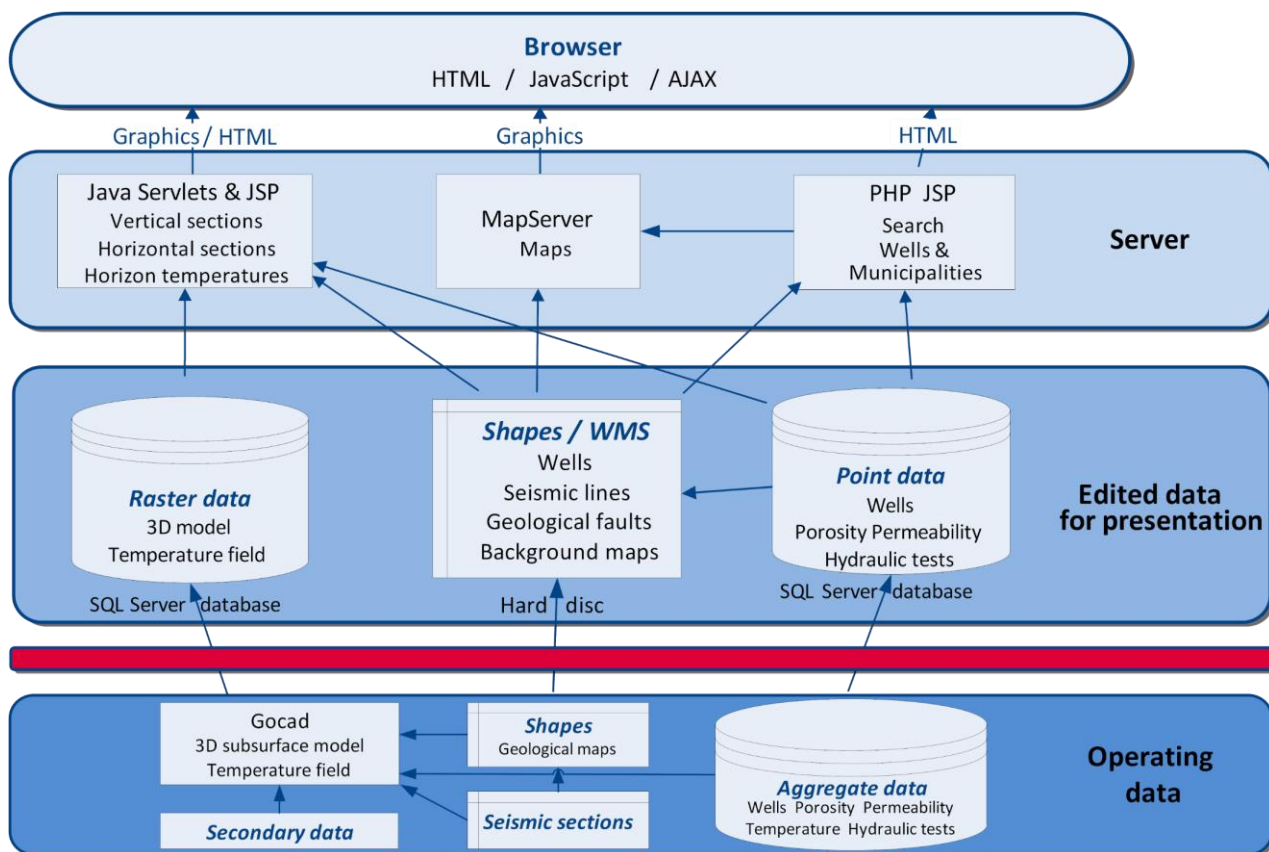 Browser
HTML / JavaScript / AJAX
Graphics / HTML
Graphics
HTML
Java Servlets & JSP
Vertical sections
Horizontal sections
Horizon temperatures
MapServer
Maps
PHP JSP
Search
Wells &
Municipalities
Server
Raster data
3D model
Temperature field
SQL Server database
Shapes / WMS
Wells
Seismic lines
Geological faults
Background maps
Hard disc
Point data
Wells
Porosity Permeability
Hydraulic tests
SQL Server database
Edited data
for presentation
Gocad
3D subsurface model
Temperature field
Secondary data
Shapes
Geological maps
Seismic sections
Aggregate data
Wells Porosity Permeability
Temperature Hydraulic tests
Operating
data